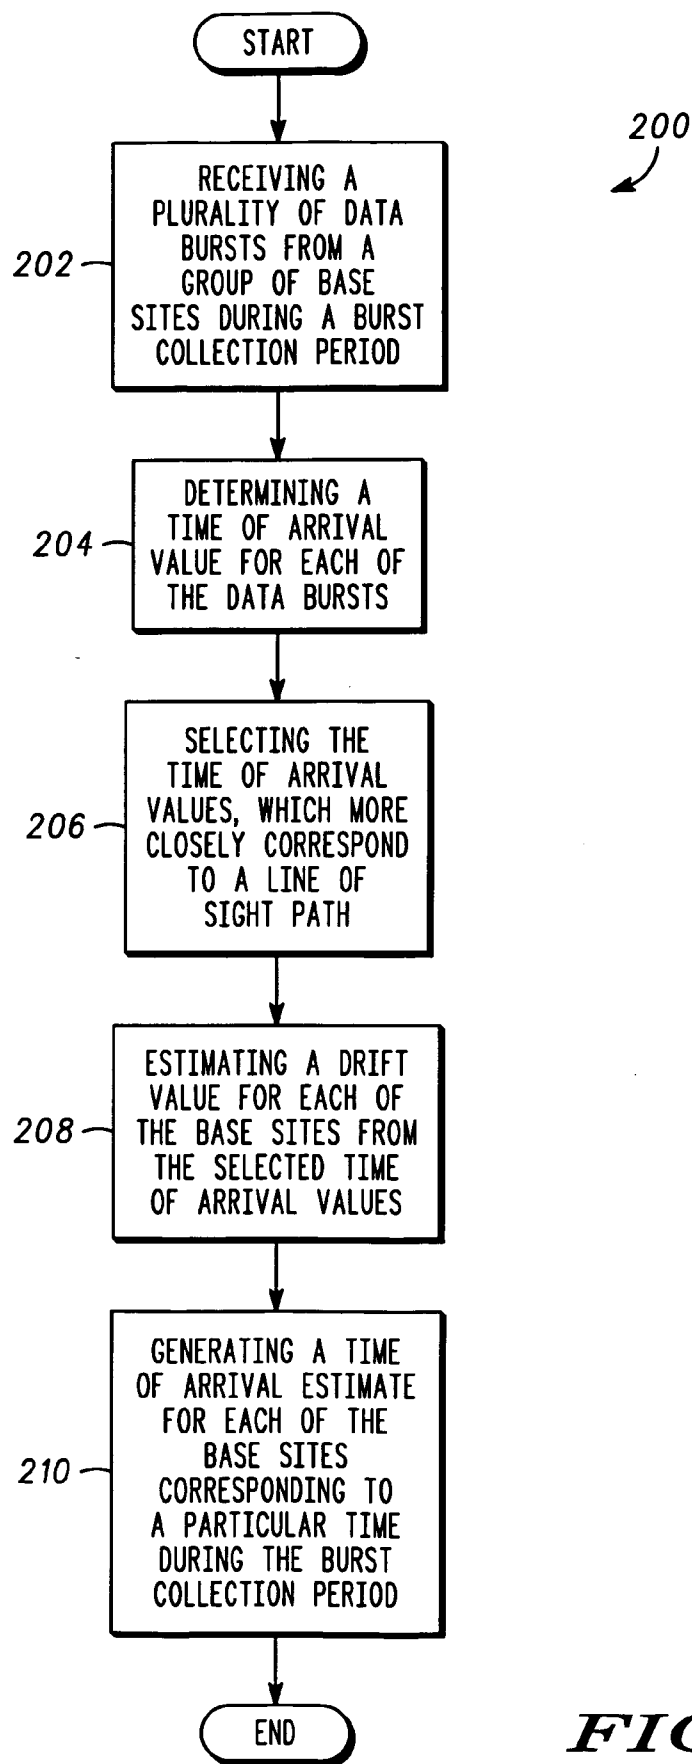 START
200
202
RECEIVING A
PLURALITY OF DATA
BURSTS FROM A
GROUP OF BASE
SITES DURING A BURST
COLLECTION PERIOD
204
DETERMINING A
TIME OF ARRIVAL
VALUE FOR EACH OF
THE DATA BURSTS
206
SELECTING THE
TIME OF ARRIVAL
VALUES, WHICH MORE
CLOSELY CORRESPOND
TO A LINE OF
SIGHT PATH
208
ESTIMATING A DRIFT
VALUE FOR EACH OF
THE BASE SITES FROM
THE SELECTED TIME
OF ARRIVAL VALUES
210
GENERATING A TIME
OF ARRIVAL ESTIMATE
FOR EACH OF THE
BASE SITES
CORRESPONDING TO
A PARTICULAR TIME
DURING THE BURST
COLLECTION PERIOD
END